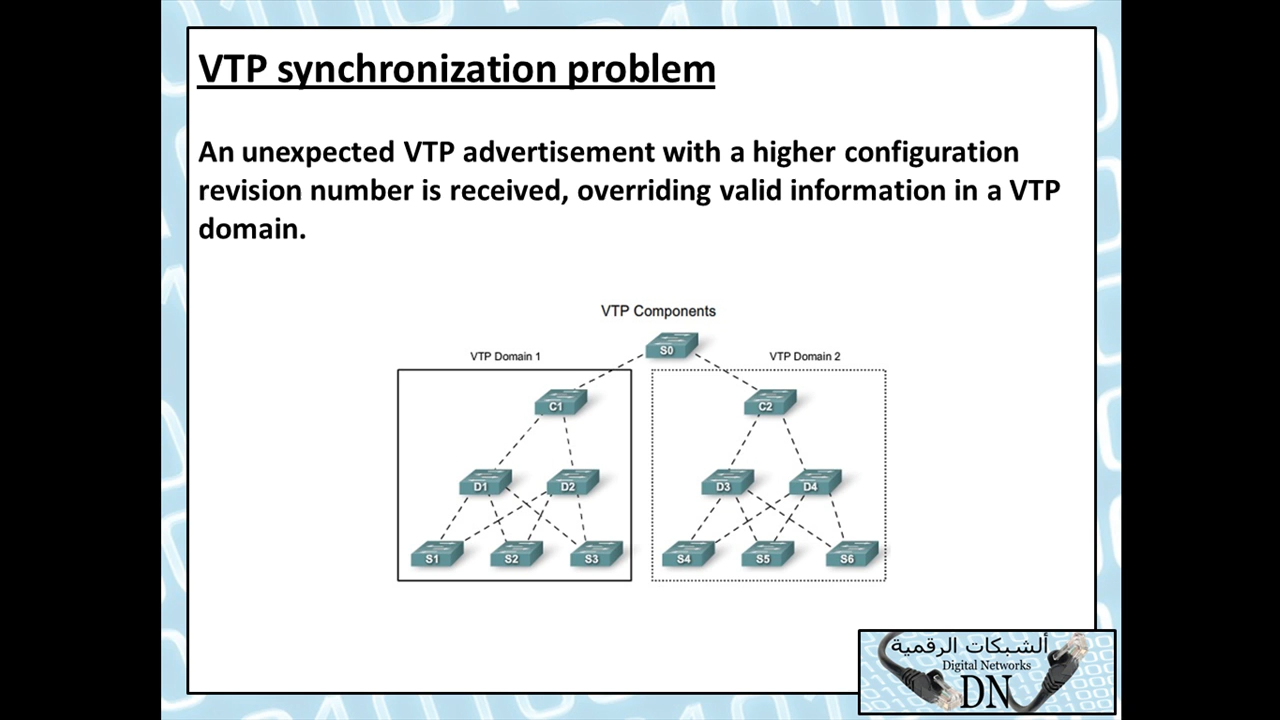 VTP synchronization problem
An unexpected VTP advertisement with a higher configuration
revision number is received, overriding valid information in a VTP
domain.
VTP Components
S0
VTP Domain 1
VTP Domain 2
C1
C2
D1
D2
D3
D4
S1
S2
S3
S4
S5
S6
ألشبكات الرقمية
Digital Networks
DN